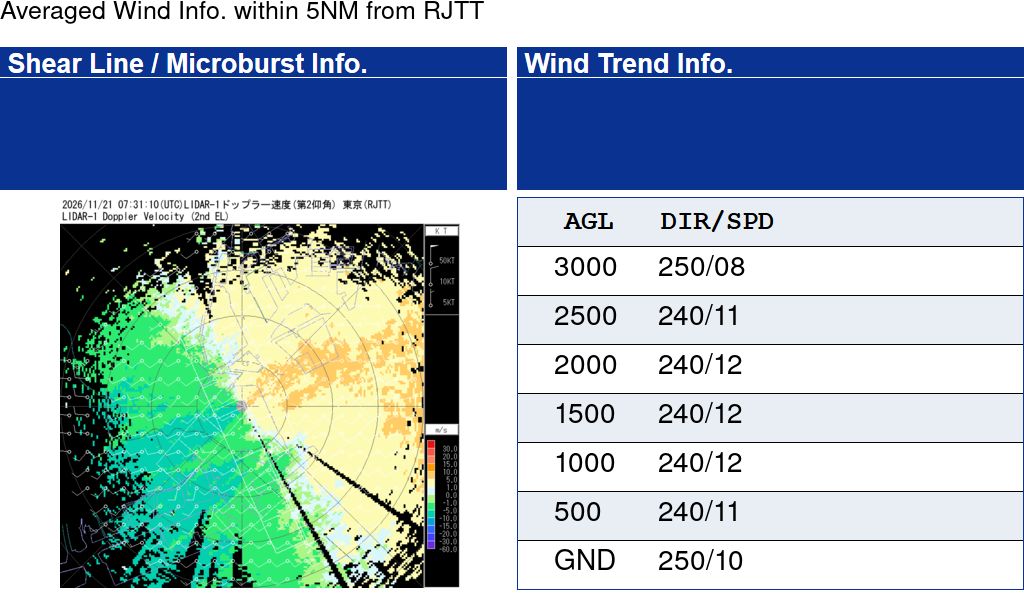 Averaged Wind Info. within 5NM from RJTT
Shear Line / Microburst Info.
Wind Trend Info.
2026/11/21 07:31:10(UTC)LIDAR-1ドップラー速度(第2仰角) 東京(RJTT)
LIDAR-1 Doppler Velocity (2nd EL)
KT
50KT
10KT
5KT
m/s
30.0
20.0
15.0
10.0
5.0
1.0
0.0
-1.0
-5.0
-10.0
-15.0
-20.0
-30.0
-60.0
AGL DIR/SPD
3000 250/08
2500 240/11
2000 240/12
1500 240/12
1000 240/12
500 240/11
GND 250/10